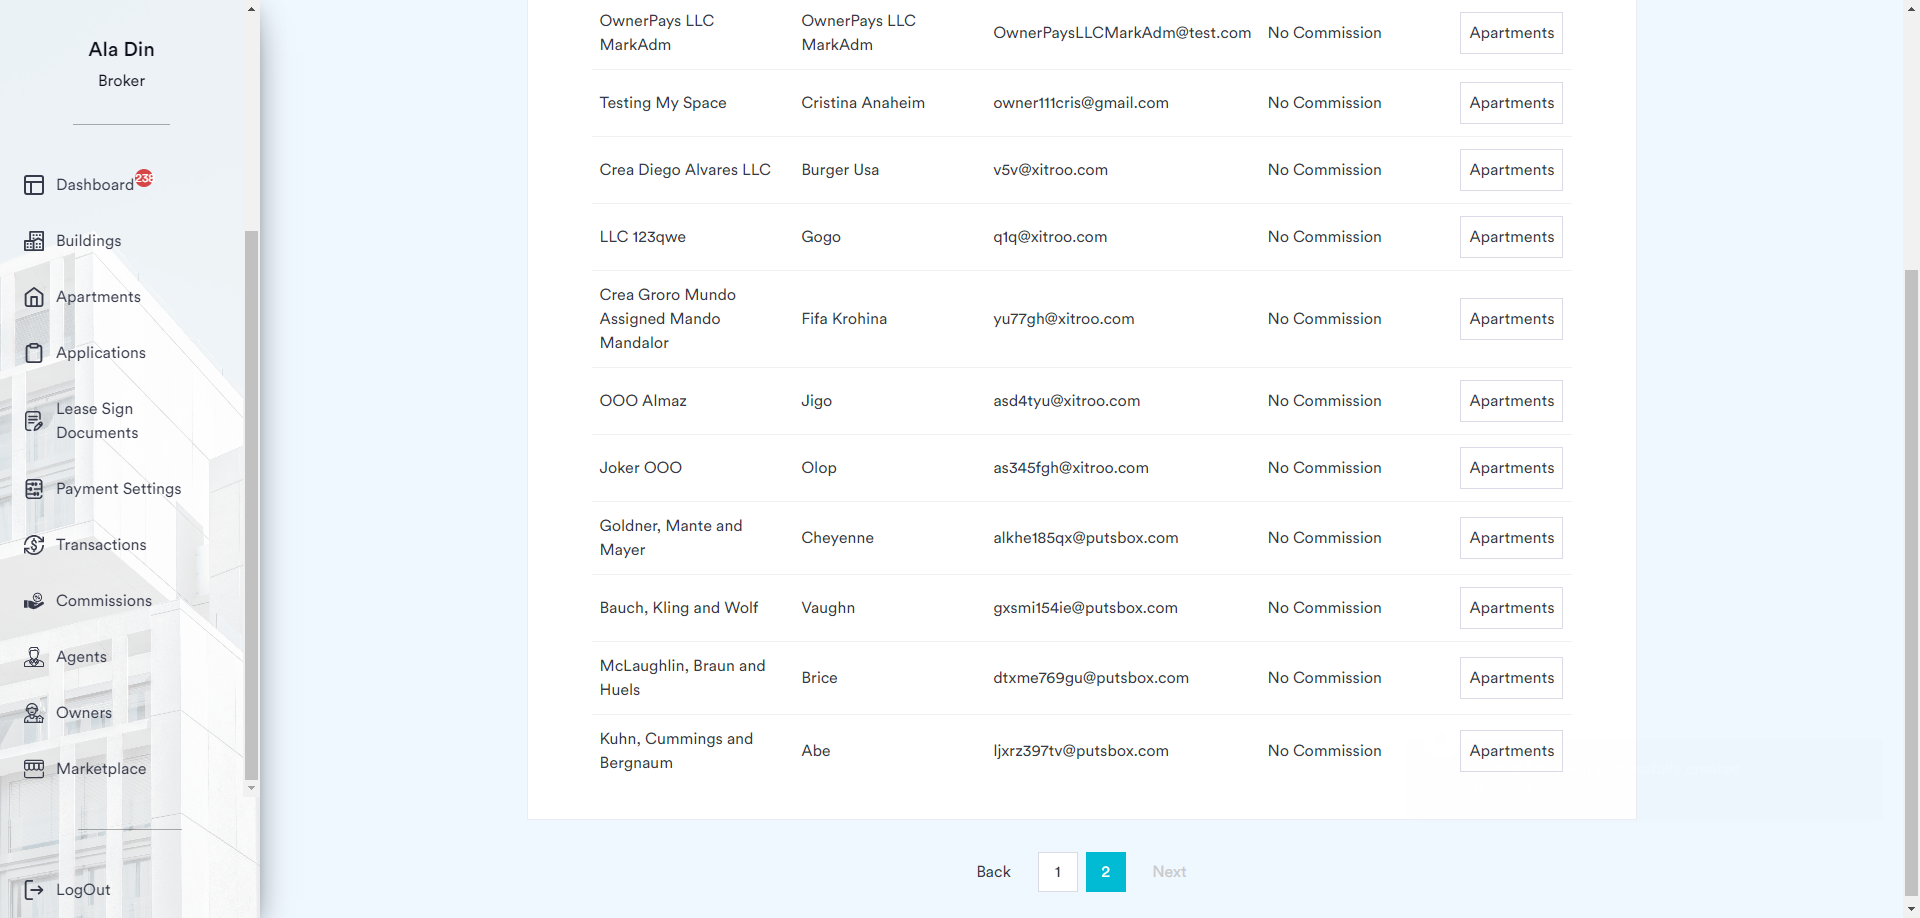 Ala Din
Broker
Dashboard 238
Buildings
Apartments
Applications
Lease Sign
Documents
Payment Settings
Transactions
Commissions
Agents
Owners
Marketplace
LogOut
OwnerPays LLC
MarkAdm
OwnerPays LLC
MarkAdm
OwnerPaysLLCMarkAdm@test.com
No Commission
Apartments
Testing My Space
Cristina Anaheim
owner111cris@gmail.com
No Commission
Apartments
Crea Diego Alvares LLC
Burger Usa
v5v@xitroo.com
No Commission
Apartments
LLC 123qwe
Gogo
q1q@xitroo.com
No Commission
Apartments
Crea Groro Mundo
Assigned Mando
Mandalor
Fifa Krohina
yu77gh@xitroo.com
No Commission
Apartments
OOO Almaz
Jigo
asd4tyu@xitroo.com
No Commission
Apartments
Joker OOO
Olop
as345fgh@xitroo.com
No Commission
Apartments
Goldner, Mante and
Mayer
Cheyenne
alkhe185qx@putsbox.com
No Commission
Apartments
Bauch, Kling and Wolf
Vaughn
gxsmi154ie@putsbox.com
No Commission
Apartments
McLaughlin, Braun and
Huels
Brice
dtxme769gu@putsbox.com
No Commission
Apartments
Kuhn, Cummings and
Bergnaum
Abe
ljxrz397tv@putsbox.com
No Commission
Apartments
Back 1 2 Next